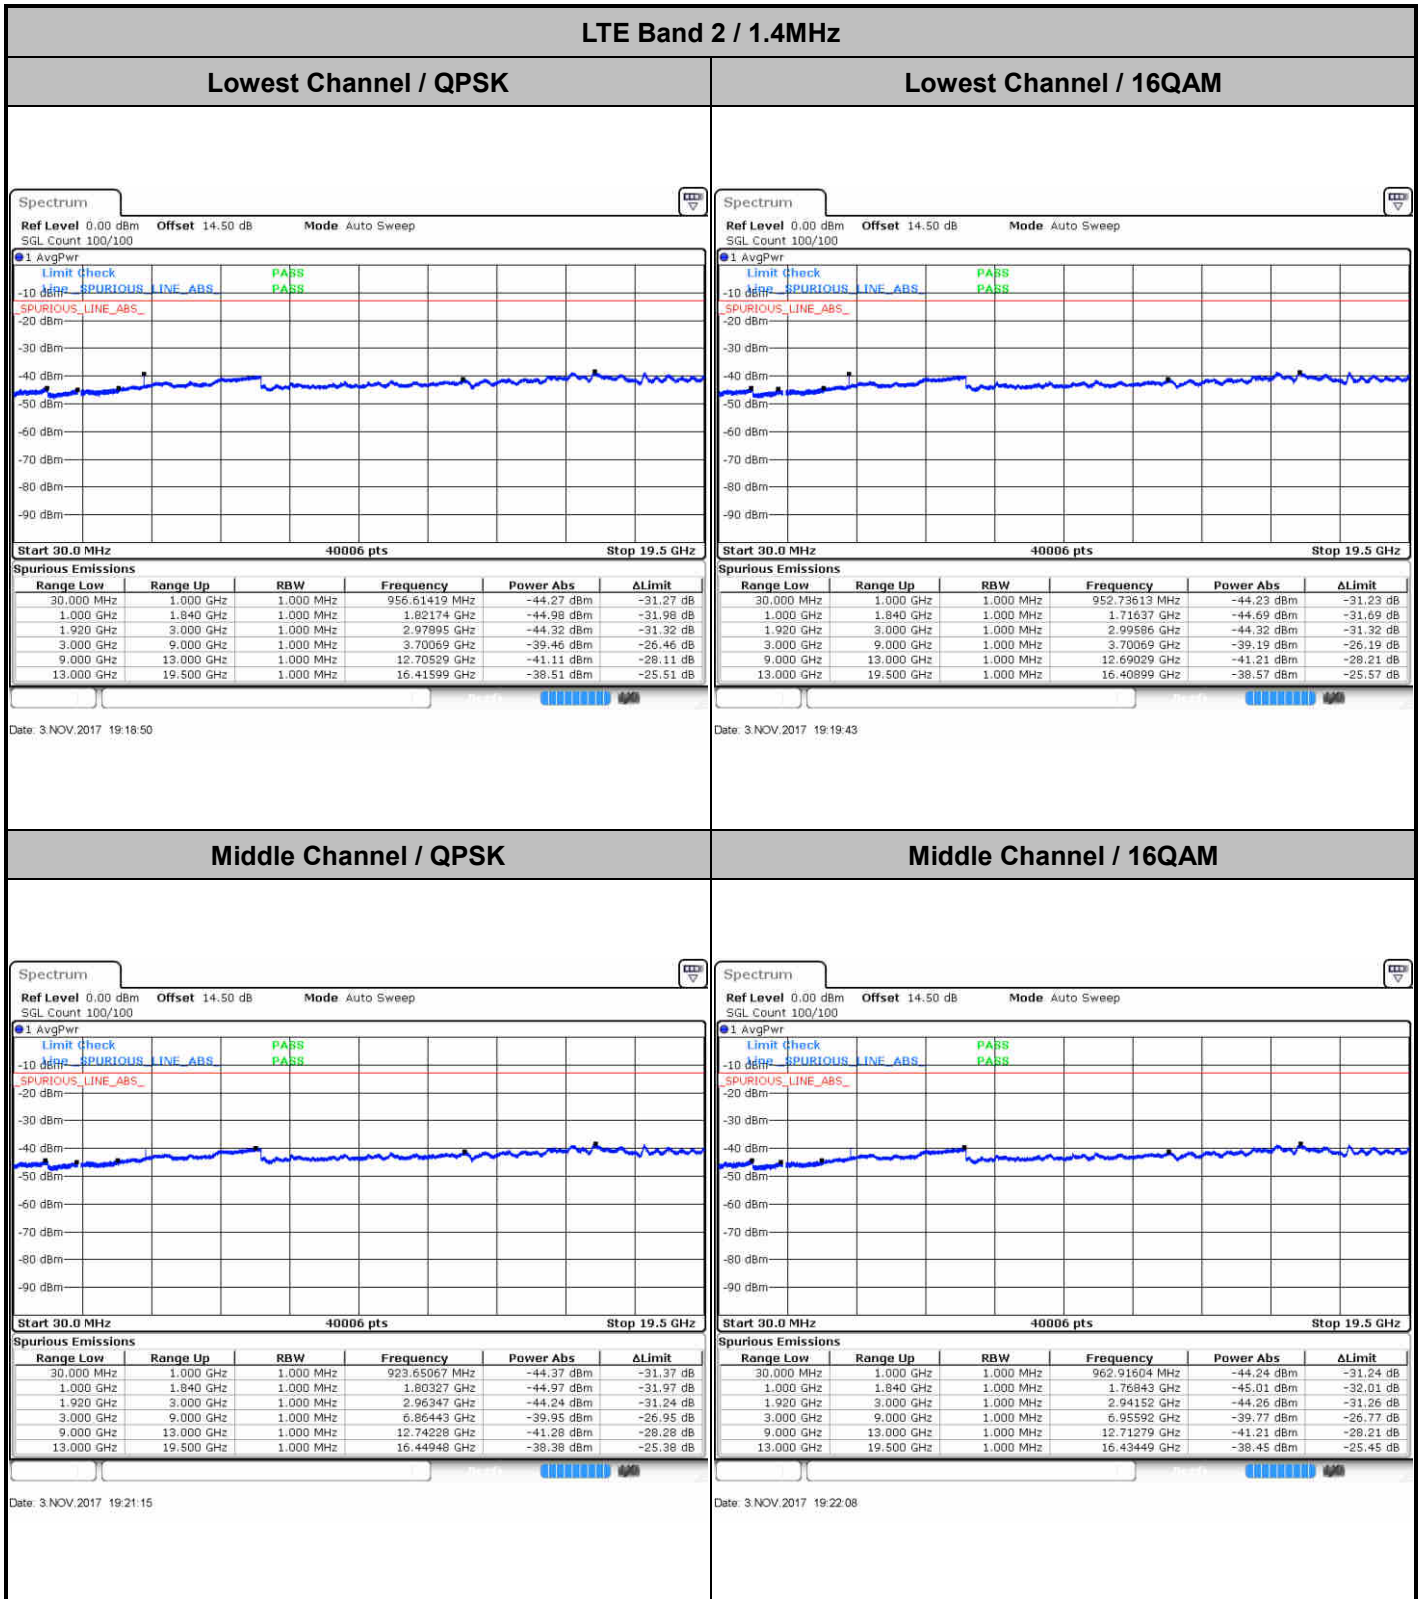 LTE Band 2 / 1.4MHz
Lowest Channel / QPSK
Lowest Channel / 16QAM
Spectrum
Ref Level 0.00 dBm Offset 14.50 dB Mode Auto Sweep
SGL Count 100/100
1 AvgPwr
Limit Check PASS
Line _SPURIOUS_LINE_ABS_ PASS
-10 dBm
_SPURIOUS_LINE_ABS_
-20 dBm
-30 dBm
-40 dBm
-50 dBm
-60 dBm
-70 dBm
-80 dBm
-90 dBm
Start 30.0 MHz 40006 pts Stop 19.5 GHz
Spurious Emissions
Range Low Range Up RBW Frequency Power Abs ΔLimit
30.000 MHz 1.000 GHz 1.000 MHz 956.61419 MHz -44.27 dBm -31.27 dB
1.000 GHz 1.840 GHz 1.000 MHz 1.82174 GHz -44.98 dBm -31.98 dB
1.920 GHz 3.000 GHz 1.000 MHz 2.97895 GHz -44.32 dBm -31.32 dB
3.000 GHz 9.000 GHz 1.000 MHz 3.70069 GHz -39.46 dBm -26.46 dB
9.000 GHz 13.000 GHz 1.000 MHz 12.70529 GHz -41.11 dBm -28.11 dB
13.000 GHz 19.500 GHz 1.000 MHz 16.41599 GHz -38.51 dBm -25.51 dB
Date: 3.NOV.2017 19:18:50
Spectrum
Ref Level 0.00 dBm Offset 14.50 dB Mode Auto Sweep
SGL Count 100/100
1 AvgPwr
Limit Check PASS
Line _SPURIOUS_LINE_ABS_ PASS
-10 dBm
_SPURIOUS_LINE_ABS_
-20 dBm
-30 dBm
-40 dBm
-50 dBm
-60 dBm
-70 dBm
-80 dBm
-90 dBm
Start 30.0 MHz 40006 pts Stop 19.5 GHz
Spurious Emissions
Range Low Range Up RBW Frequency Power Abs ΔLimit
30.000 MHz 1.000 GHz 1.000 MHz 952.73613 MHz -44.23 dBm -31.23 dB
1.000 GHz 1.840 GHz 1.000 MHz 1.71637 GHz -44.69 dBm -31.69 dB
1.920 GHz 3.000 GHz 1.000 MHz 2.99586 GHz -44.32 dBm -31.32 dB
3.000 GHz 9.000 GHz 1.000 MHz 3.70069 GHz -39.19 dBm -26.19 dB
9.000 GHz 13.000 GHz 1.000 MHz 12.69029 GHz -41.21 dBm -28.21 dB
13.000 GHz 19.500 GHz 1.000 MHz 16.40899 GHz -38.57 dBm -25.57 dB
Date: 3.NOV.2017 19:19:43
Middle Channel / QPSK
Middle Channel / 16QAM
Spectrum
Ref Level 0.00 dBm Offset 14.50 dB Mode Auto Sweep
SGL Count 100/100
1 AvgPwr
Limit Check PASS
Line _SPURIOUS_LINE_ABS_ PASS
-10 dBm
_SPURIOUS_LINE_ABS_
-20 dBm
-30 dBm
-40 dBm
-50 dBm
-60 dBm
-70 dBm
-80 dBm
-90 dBm
Start 30.0 MHz 40006 pts Stop 19.5 GHz
Spurious Emissions
Range Low Range Up RBW Frequency Power Abs ΔLimit
30.000 MHz 1.000 GHz 1.000 MHz 923.65067 MHz -44.37 dBm -31.37 dB
1.000 GHz 1.840 GHz 1.000 MHz 1.80327 GHz -44.97 dBm -31.97 dB
1.920 GHz 3.000 GHz 1.000 MHz 2.96347 GHz -44.24 dBm -31.24 dB
3.000 GHz 9.000 GHz 1.000 MHz 6.86443 GHz -39.95 dBm -26.95 dB
9.000 GHz 13.000 GHz 1.000 MHz 12.74228 GHz -41.28 dBm -28.28 dB
13.000 GHz 19.500 GHz 1.000 MHz 16.44948 GHz -38.38 dBm -25.38 dB
Date: 3.NOV.2017 19:21:15
Spectrum
Ref Level 0.00 dBm Offset 14.50 dB Mode Auto Sweep
SGL Count 100/100
1 AvgPwr
Limit Check PASS
Line _SPURIOUS_LINE_ABS_ PASS
-10 dBm
_SPURIOUS_LINE_ABS_
-20 dBm
-30 dBm
-40 dBm
-50 dBm
-60 dBm
-70 dBm
-80 dBm
-90 dBm
Start 30.0 MHz 40006 pts Stop 19.5 GHz
Spurious Emissions
Range Low Range Up RBW Frequency Power Abs ΔLimit
30.000 MHz 1.000 GHz 1.000 MHz 962.91604 MHz -44.24 dBm -31.24 dB
1.000 GHz 1.840 GHz 1.000 MHz 1.76843 GHz -45.01 dBm -32.01 dB
1.920 GHz 3.000 GHz 1.000 MHz 2.94152 GHz -44.26 dBm -31.26 dB
3.000 GHz 9.000 GHz 1.000 MHz 6.95592 GHz -39.77 dBm -26.77 dB
9.000 GHz 13.000 GHz 1.000 MHz 12.71279 GHz -41.21 dBm -28.21 dB
13.000 GHz 19.500 GHz 1.000 MHz 16.43449 GHz -38.45 dBm -25.45 dB
Date: 3.NOV.2017 19:22:08